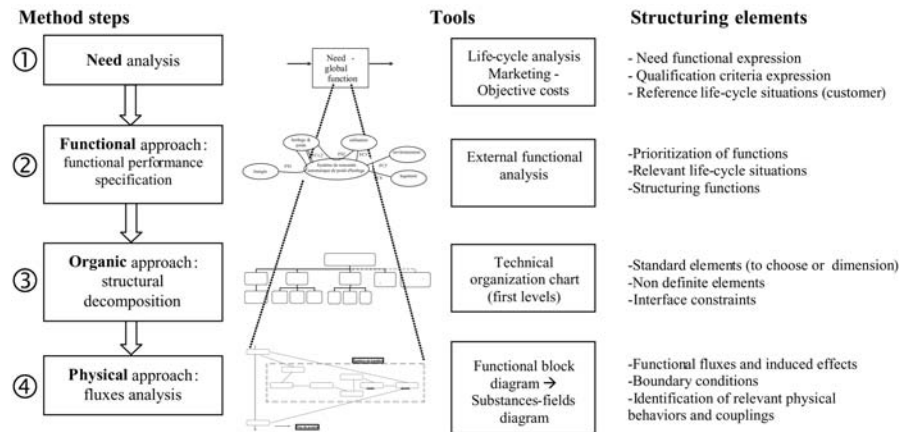 Method steps
Tools
Structuring elements
①
Need analysis
Need -
global
function
Life-cycle analysis
Marketing -
Objective costs
- Need functional expression
- Qualification criteria expression
- Reference life-cycle situations (customer)
②
Functional approach:
functional performance
specification
External functional
analysis
-Prioritization of functions
-Relevant life-cycle situations
-Structuring functions
③
Organic approach:
structural
decomposition
Technical
organization chart
(first levels)
-Standard elements (to choose or dimension)
-Non definite elements
-Interface constraints
④
Physical approach:
fluxes analysis
Functional block
diagram →
Substances-fields
diagram
-Functional fluxes and induced effects
-Boundary conditions
-Identification of relevant physical
behaviors and couplings